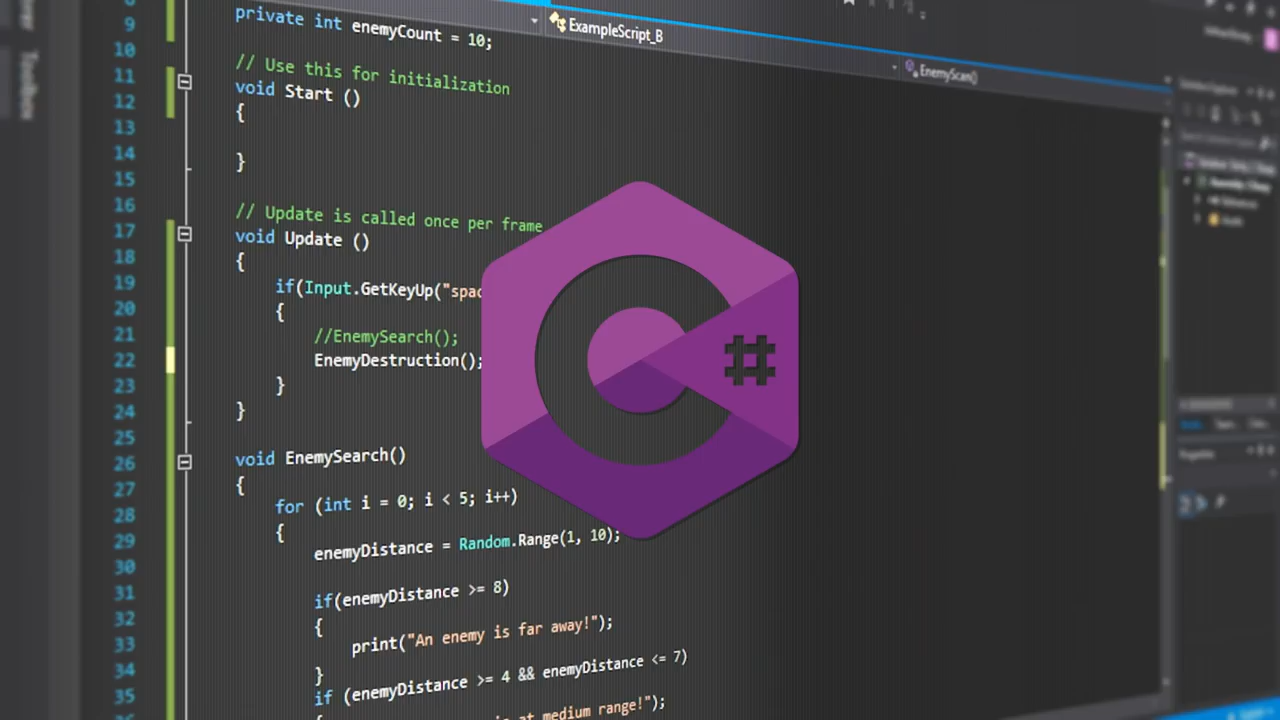 ExampleScript_B
EnemyScan()
Toolbox
9 private int enemyCount = 10;
10
11 // Use this for initialization
12 void Start ()
13 {
14
15 }
16
17 // Update is called once per frame
18 void Update ()
19 {
20 if(Input.GetKeyUp("spac
21 {
22 //EnemySearch();
23 EnemyDestruction();
24 }
25 }
26
27 void EnemySearch()
28 {
29 for (int i = 0; i < 5; i++)
30 {
31 enemyDistance = Random.Range(1, 10);
32
33 if(enemyDistance >= 8)
34 {
35 print("An enemy is far away!");
}
if (enemyDistance >= 4 && enemyDistance <= 7)
at medium range!");
C#